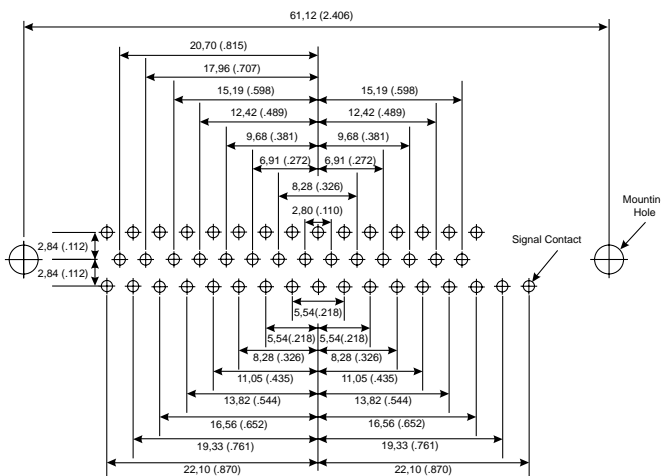 61,12 (2.406)
20,70 (.815)
17,96 (.707)
15,19 (.598) 15,19 (.598)
12,42 (.489) 12,42 (.489)
9,68 (.381) 9,68 (.381)
6,91 (.272) 6,91 (.272)
8,28 (.326)
2,80 (.110)
Mountin
Hole
Signal Contact
2,84 (.112)
2,84 (.112)
5,54(.218)
5,54(.218) 5,54(.218)
8,28 (.326) 8,28 (.326)
11,05 (.435) 11,05 (.435)
13,82 (.544) 13,82 (.544)
16,56 (.652) 16,56 (.652)
19,33 (.761) 19,33 (.761)
22,10 (.870) 22,10 (.870)